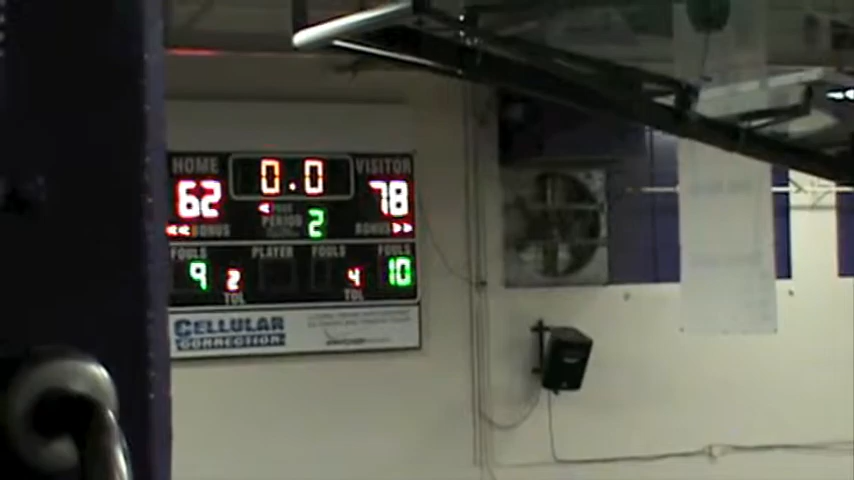 HOME 0.0 VISITOR
62 78
BONUS PERIOD 2 BONUS
FOULS PLAYER FOULS FOULS
9 2 4 10
TOL TOL
CELLULAR
CONNECTION